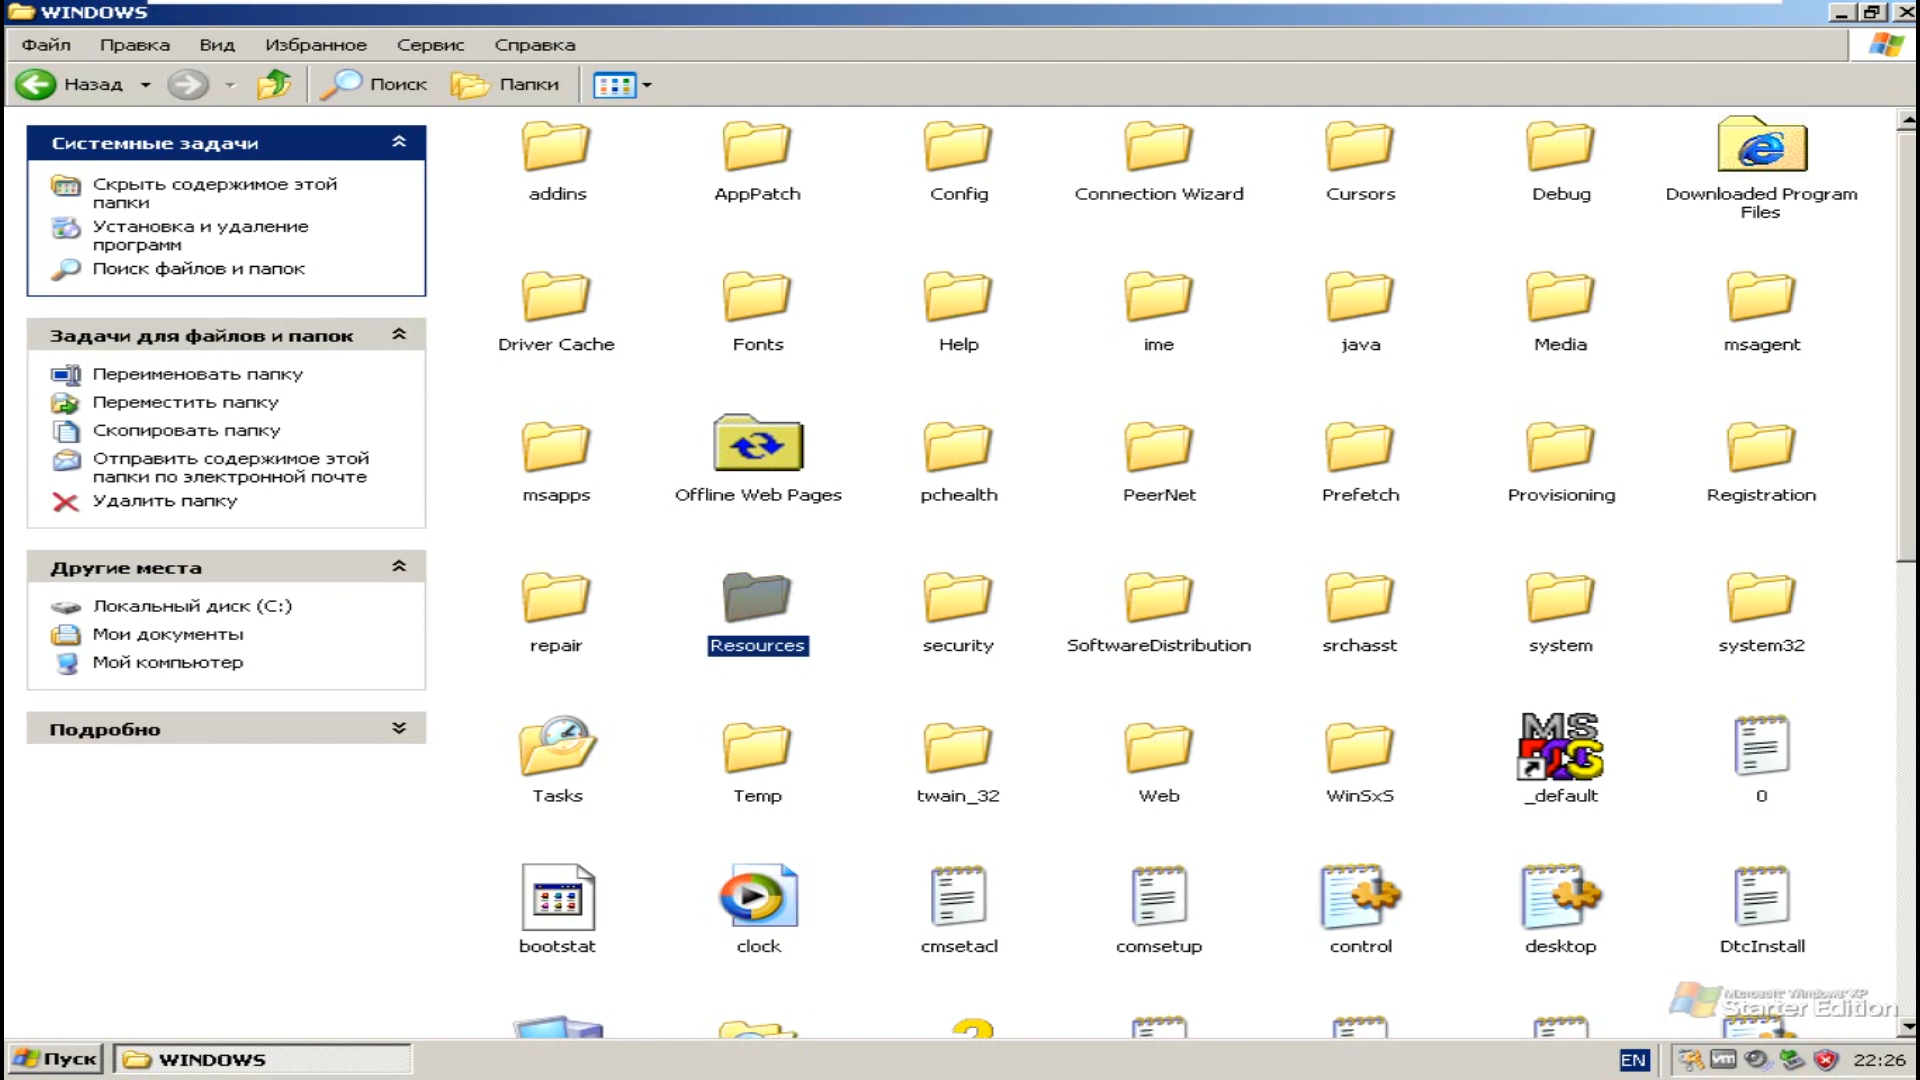 WINDOWS
Файл Правка Вид Избранное Сервис Справка
Назад Поиск Папки
Системные задачи
Скрыть содержимое этой
папки
Установка и удаление
программ
Поиск файлов и папок
Задачи для файлов и папок
Переименовать папку
Переместить папку
Скопировать папку
Отправить содержимое этой
папки по электронной почте
Удалить папку
Другие места
Локальный диск (C:)
Мои документы
Мой компьютер
Подробно
addins AppPatch Config Connection Wizard Cursors Debug Downloaded Program
Files
Driver Cache Fonts Help ime java Media msagent
msapps Offline Web Pages pchealth PeerNet Prefetch Provisioning Registration
repair Resources security SoftwareDistribution srchasst system system32
MS
Tasks Temp twain_32 Web WinSxS _default 0
bootstat clock cmsetacl comsetup control desktop DtcInstall
Microsoft Windows XP
Starter Edition
Пуск WINDOWS EN vm 22:26